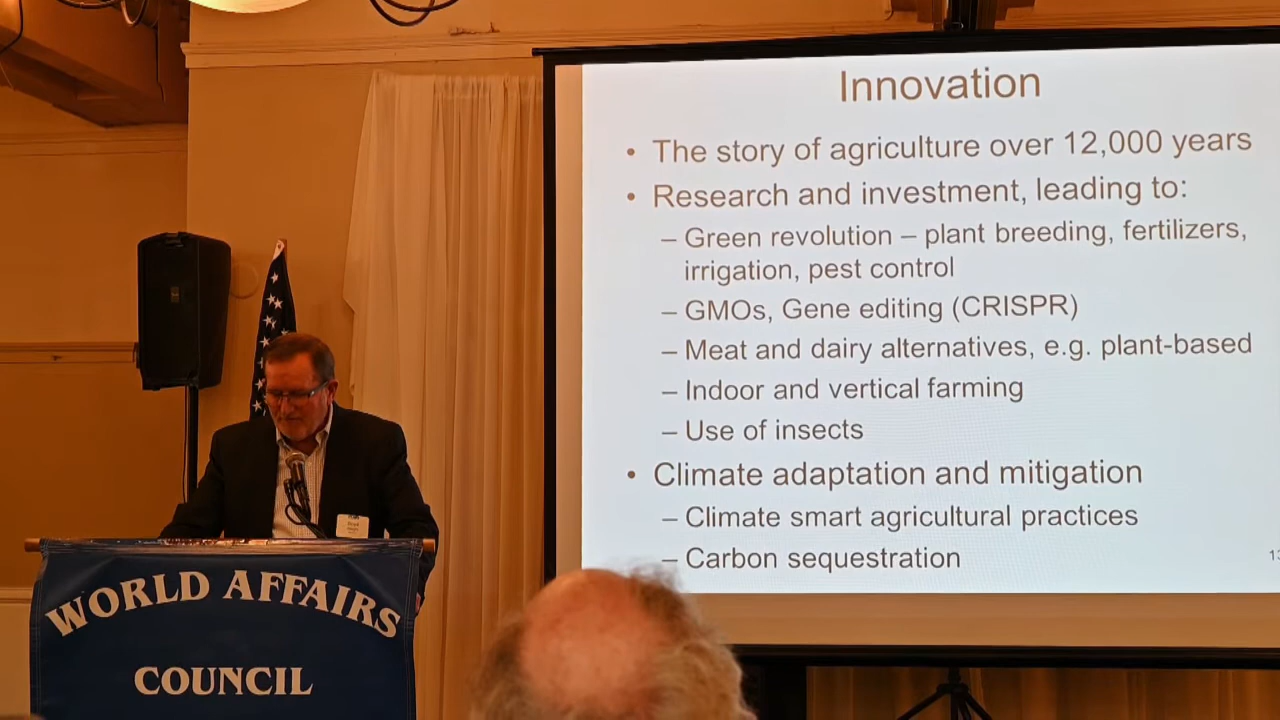 Innovation
• The story of agriculture over 12,000 years
• Research and investment, leading to:
– Green revolution – plant breeding, fertilizers,
irrigation, pest control
– GMOs, Gene editing (CRISPR)
– Meat and dairy alternatives, e.g. plant-based
– Indoor and vertical farming
– Use of insects
• Climate adaptation and mitigation
– Climate smart agricultural practices
– Carbon sequestration
WORLD AFFAIRS
COUNCIL